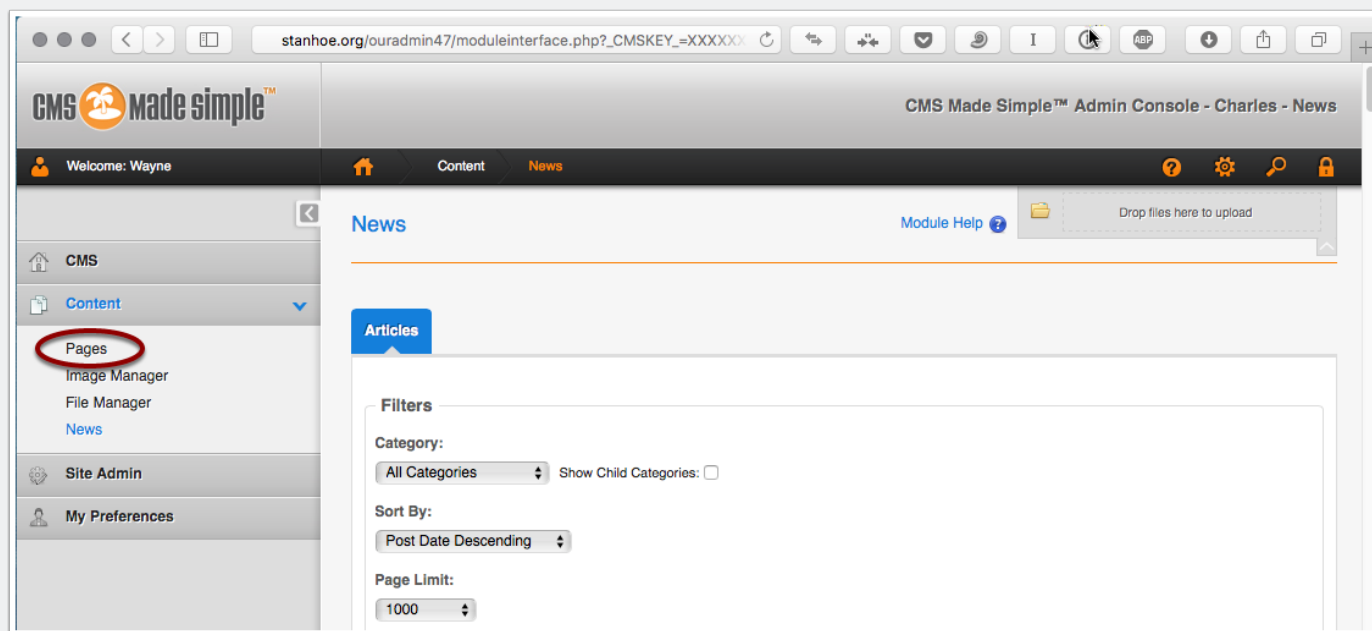 stanhoe.org/ouradmin47/moduleinterface.php?_CMSKEY_=XXXXXX
I
ABP
CMS Made Simple™
CMS Made Simple™ Admin Console - Charles - News
Welcome: Wayne
Content
News
News
Module Help ?
Drop files here to upload
CMS
Content
Pages
Image Manager
File Manager
News
Site Admin
My Preferences
Articles
Filters
Category:
All Categories
Show Child Categories:
Sort By:
Post Date Descending
Page Limit:
1000